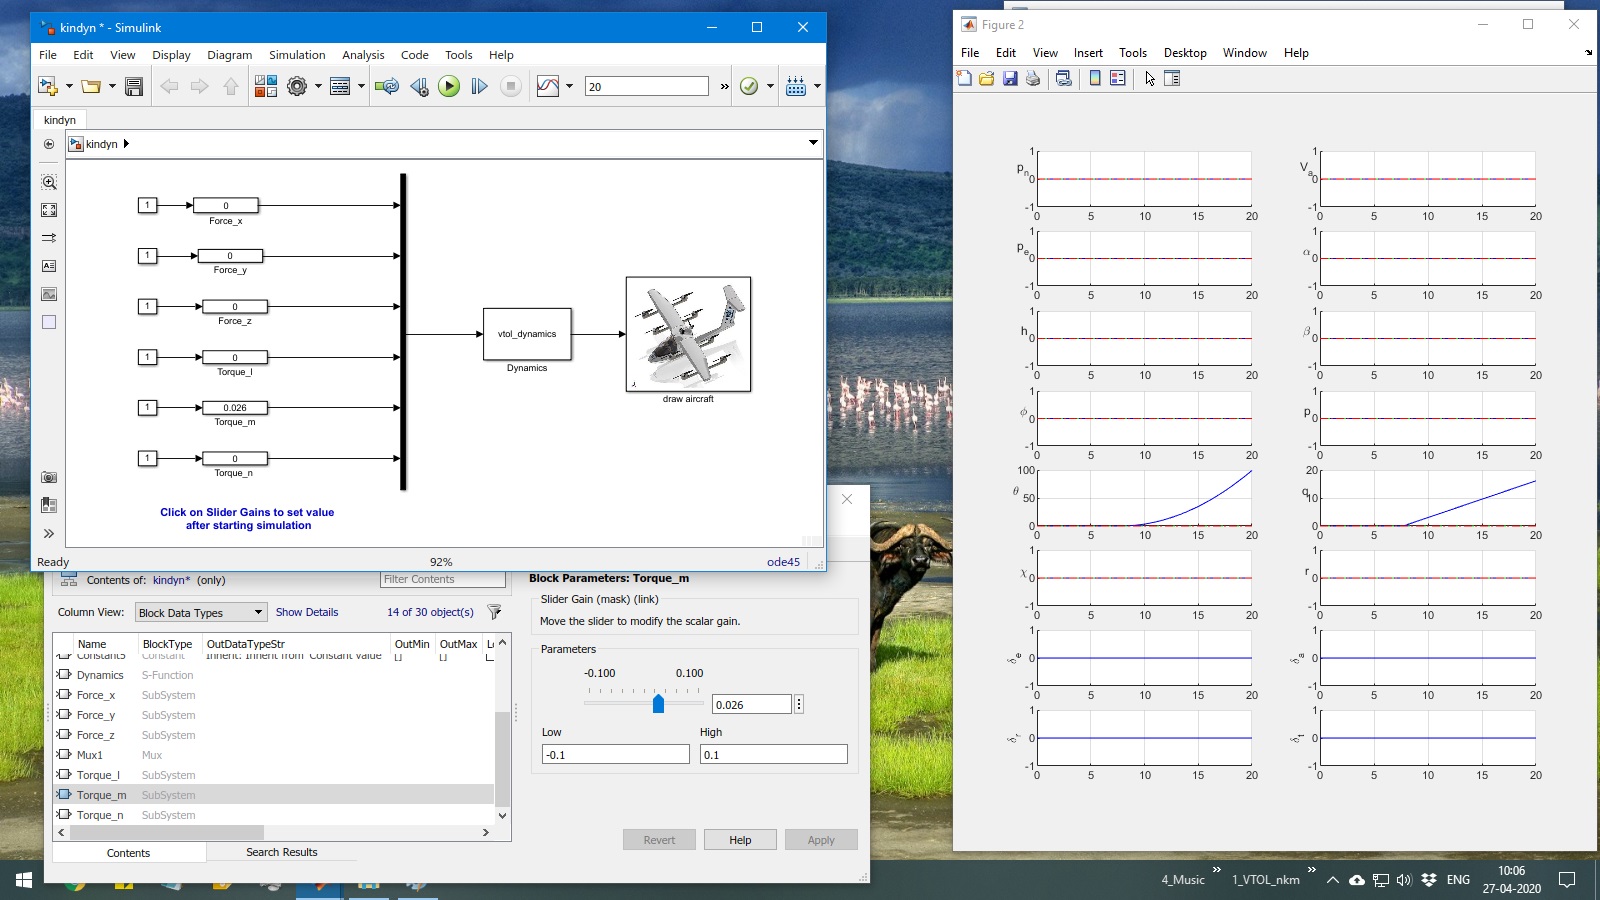 kindyn * - Simulink
File Edit View Display Diagram Simulation Analysis Code Tools Help
20
»
kindyn
kindyn
1
0
Force_x
1
0
Force_y
1
0
Force_z
1
0
Torque_l
1
0.026
Torque_m
1
0
Torque_n
vtol_dynamics
Dynamics
draw aircraft
Click on Slider Gains to set value
after starting simulation
Ready 92% ode45
Contents of: kindyn* (only) Filter Contents
Column View: Block Data Types Show Details 14 of 30 object(s)
Name BlockType OutDataTypeStr OutMin OutMax
Constant5 Constant Inherit: Inherit from 'Constant value' [] []
Dynamics S-Function
Force_x SubSystem
Force_y SubSystem
Force_z SubSystem
Mux1 Mux
Torque_l SubSystem
Torque_m SubSystem
Torque_n SubSystem
Contents Search Results
Block Parameters: Torque_m
Slider Gain (mask) (link)
Move the slider to modify the scalar gain.
Parameters
-0.100 0.100
0.026
Low High
-0.1 0.1
Revert Help Apply
Figure 2
File Edit View Insert Tools Desktop Window Help
1 0 -1
pn
0 5 10 15 20
1 0 -1
Va
0 5 10 15 20
1 0 -1
pe
0 5 10 15 20
1 0 -1
α
0 5 10 15 20
1 0 -1
h
0 5 10 15 20
1 0 -1
β
0 5 10 15 20
1 0 -1
ϕ
0 5 10 15 20
1 0 -1
p
0 5 10 15 20
100 50 0
θ
0 5 10 15 20
20 10 0
q
0 5 10 15 20
1 0 -1
χ
0 5 10 15 20
1 0 -1
r
0 5 10 15 20
1 0 -1
δe
0 5 10 15 20
1 0 -1
δa
0 5 10 15 20
1 0 -1
δr
0 5 10 15 20
1 0 -1
δt
0 5 10 15 20
4_Music » 1_VTOL_nkm » ENG
10:06
27-04-2020